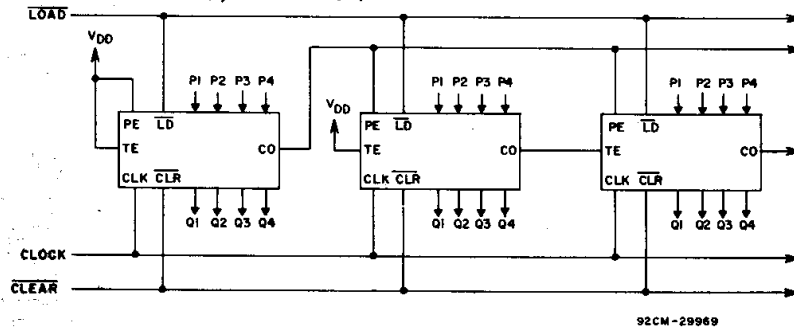 LOAD
VDD
P1 P2 P3 P4
PE LD
TE CO
CLK CLR
Q1 Q2 Q3 Q4
VDD
P1 P2 P3 P4
PE LD
TE CO
CLK CLR
Q1 Q2 Q3 Q4
P1 P2 P3 P4
PE LD
TE CO
CLK CLR
Q1 Q2 Q3 Q4
CLOCK
CLEAR
92CM-29969